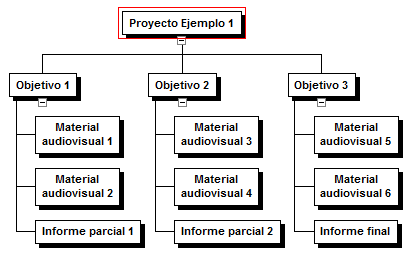 Proyecto Ejemplo 1
Objetivo 1
Objetivo 2
Objetivo 3
Material
audiovisual 1
Material
audiovisual 3
Material
audiovisual 5
Material
audiovisual 2
Material
audiovisual 4
Material
audiovisual 6
Informe parcial 1
Informe parcial 2
Informe final